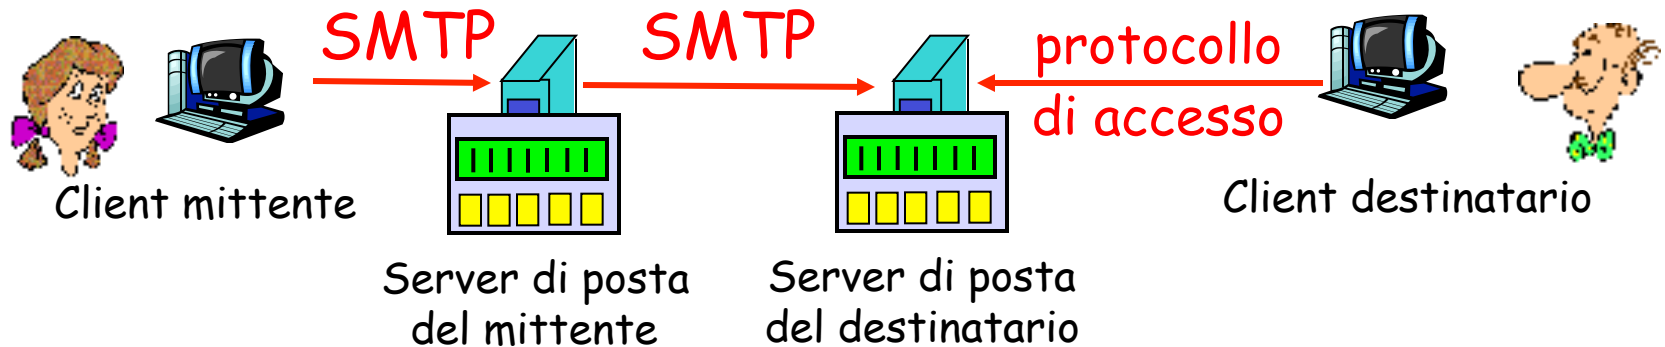 SMTP
SMTP
protocollo
di accesso
Client mittente
Client destinatario
Server di posta
del mittente
Server di posta
del destinatario